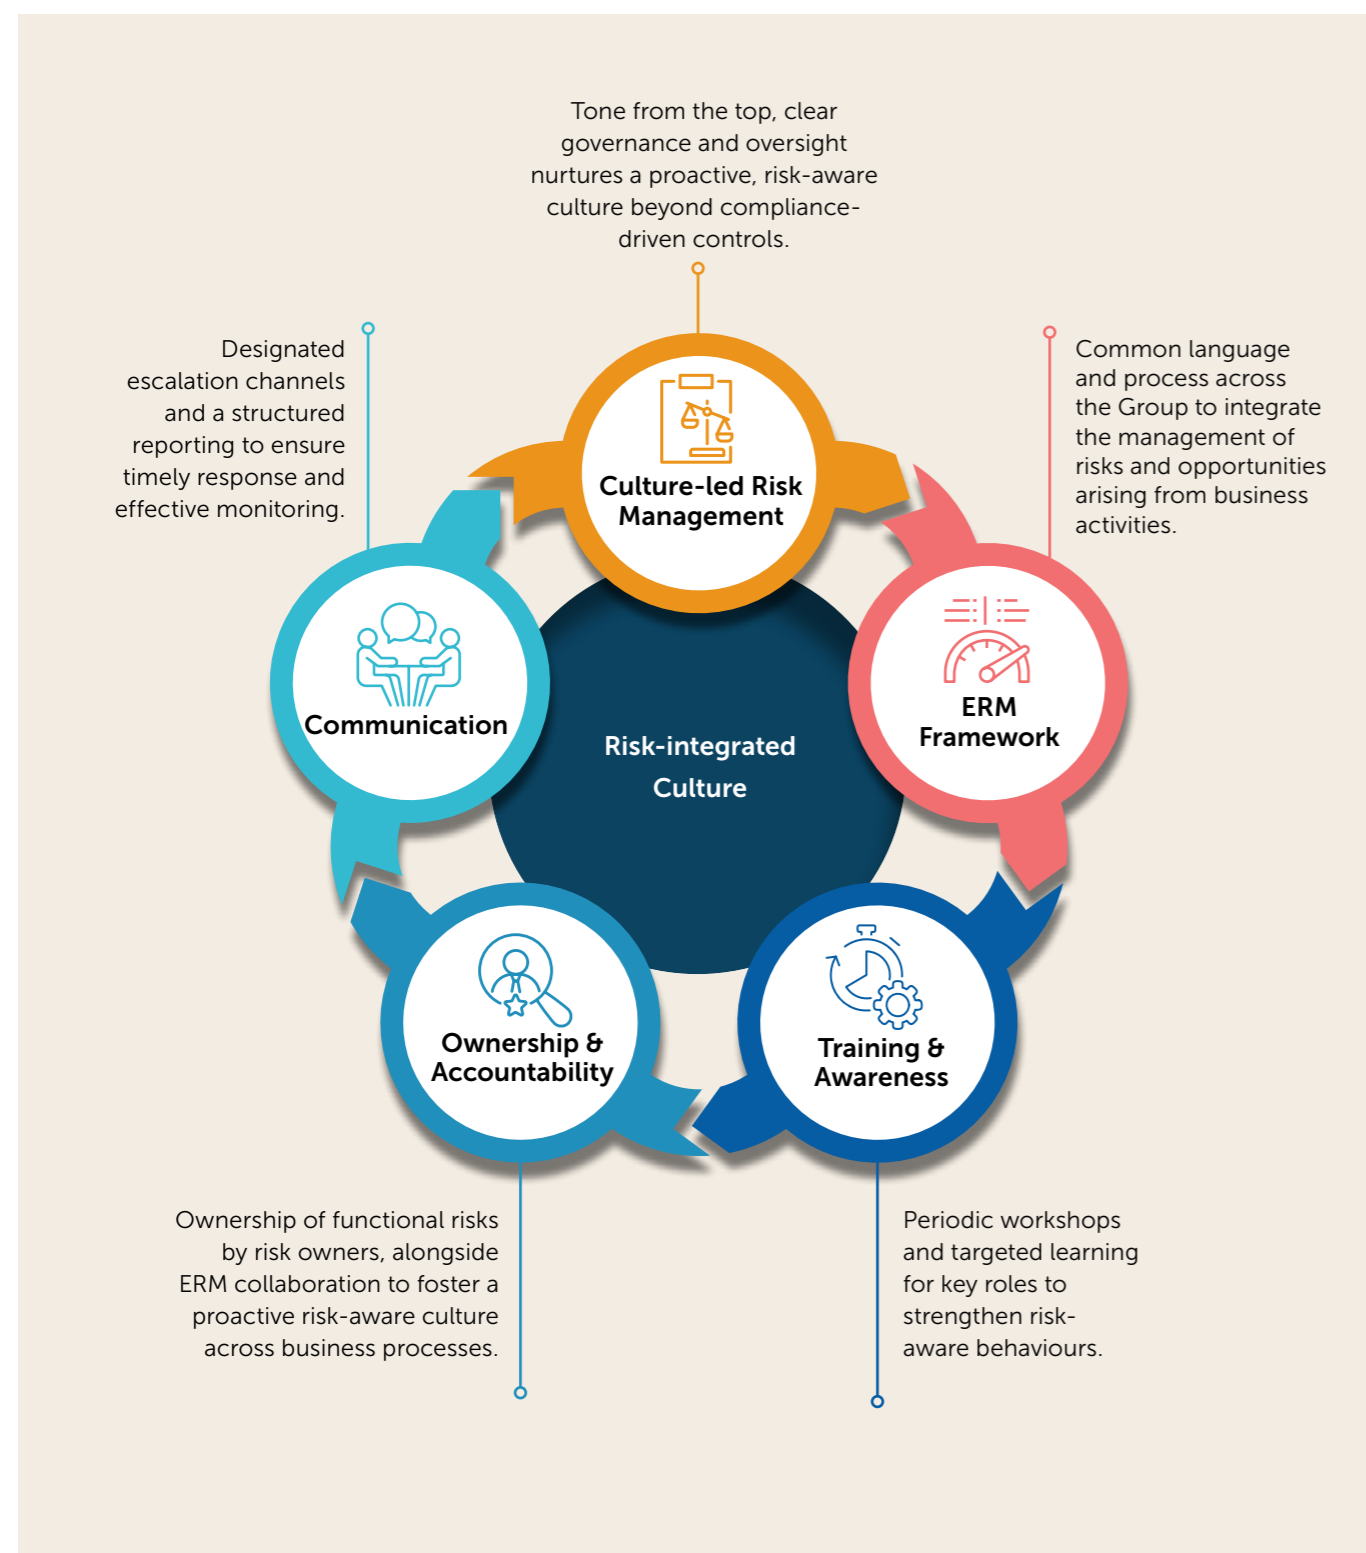 Tone from the top, clear
governance and oversight
nurtures a proactive, risk-aware
culture beyond compliance-
driven controls.
Designated
escalation channels
and a structured
reporting to ensure
timely response and
effective monitoring.
Common language
and process across
the Group to integrate
the management of
risks and opportunities
arising from business
activities.
Culture-led Risk
Management
Communication
ERM
Framework
Risk-integrated
Culture
Ownership &
Accountability
Training &
Awareness
Ownership of functional risks
by risk owners, alongside
ERM collaboration to foster a
proactive risk-aware culture
across business processes.
Periodic workshops
and targeted learning
for key roles to
strengthen risk-
aware behaviours.